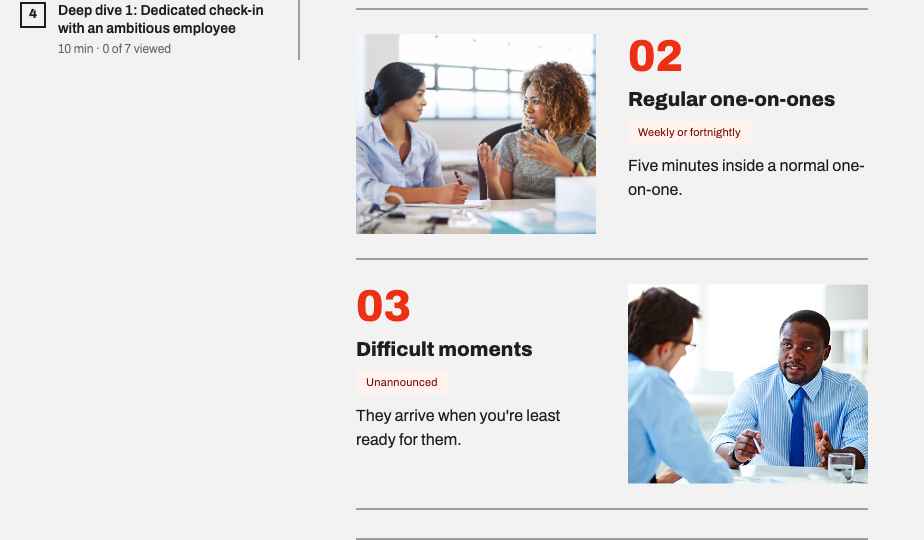 4
Deep dive 1: Dedicated check-in
with an ambitious employee
10 min · 0 of 7 viewed
02
Regular one-on-ones
Weekly or fortnightly
Five minutes inside a normal one-
on-one.
03
Difficult moments
Unannounced
They arrive when you're least
ready for them.